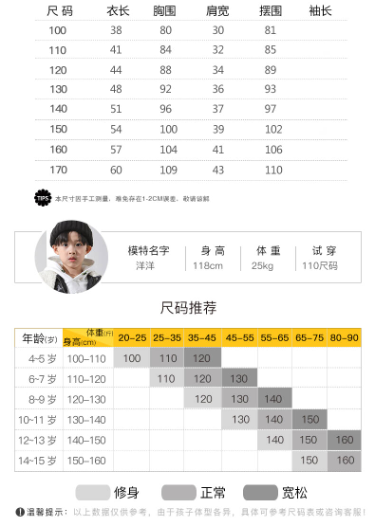 尺 码 衣长 胸围 肩宽 摆围 袖长
100 38 80 30 81
110 41 84 32 85
120 44 88 34 89
130 48 92 36 93
140 51 96 37 97
150 54 100 39 102
160 57 104 41 106
170 60 109 43 110
TIPS 本尺寸因手工测量，难免存在1-2CM误差，敬请谅解
模特名字 身 高 体 重 试 穿
洋洋 118cm 25kg 110尺码
尺码推荐
年龄(岁) 体重(斤) 身高(cm) 20-25 25-35 35-45 45-55 55-65 65-75 80-90
4-5 岁 100-110 100 110 120
6-7 岁 110-120 110 120 130
8-9 岁 120-130 120 130 140
10-11 岁 130-140 130 140 150
12-13 岁 140-150 140 150 160
14-15 岁 150-160 150 160
修身 正常 宽松
温馨提示：以上数据仅供参考，由于孩子体型各异，具体可参考尺码表或咨询客服！